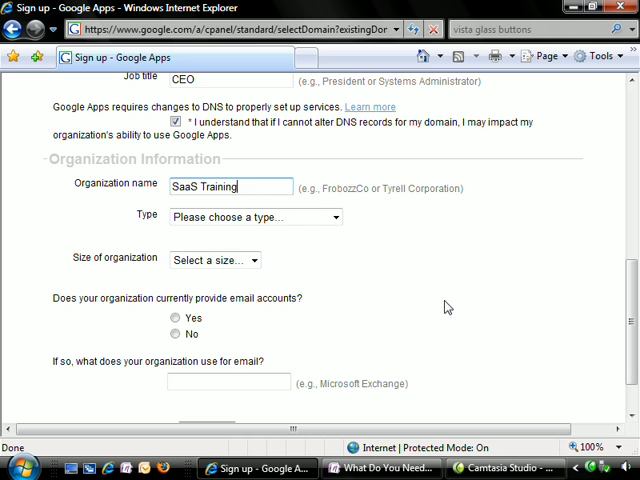 Sign up - Google Apps - Windows Internet Explorer
https://www.google.com/a/cpanel/standard/selectDomain?existingDor
vista glass buttons
Sign up - Google Apps
Page
Tools
Job title
CEO
(e.g., President or Systems Administrator)
Google Apps requires changes to DNS to properly set up services. Learn more
* I understand that if I cannot alter DNS records for my domain, I may impact my
organization's ability to use Google Apps.
Organization Information
Organization name
SaaS Training
(e.g., FrobozzCo or Tyrell Corporation)
Type
Please choose a type...
Size of organization
Select a size...
Does your organization currently provide email accounts?
Yes
No
If so, what does your organization use for email?
(e.g., Microsoft Exchange)
Done
Internet | Protected Mode: On
100%
Sign up - Google A...
What Do You Need...
Camtasia Studio - ...
5:56 PM